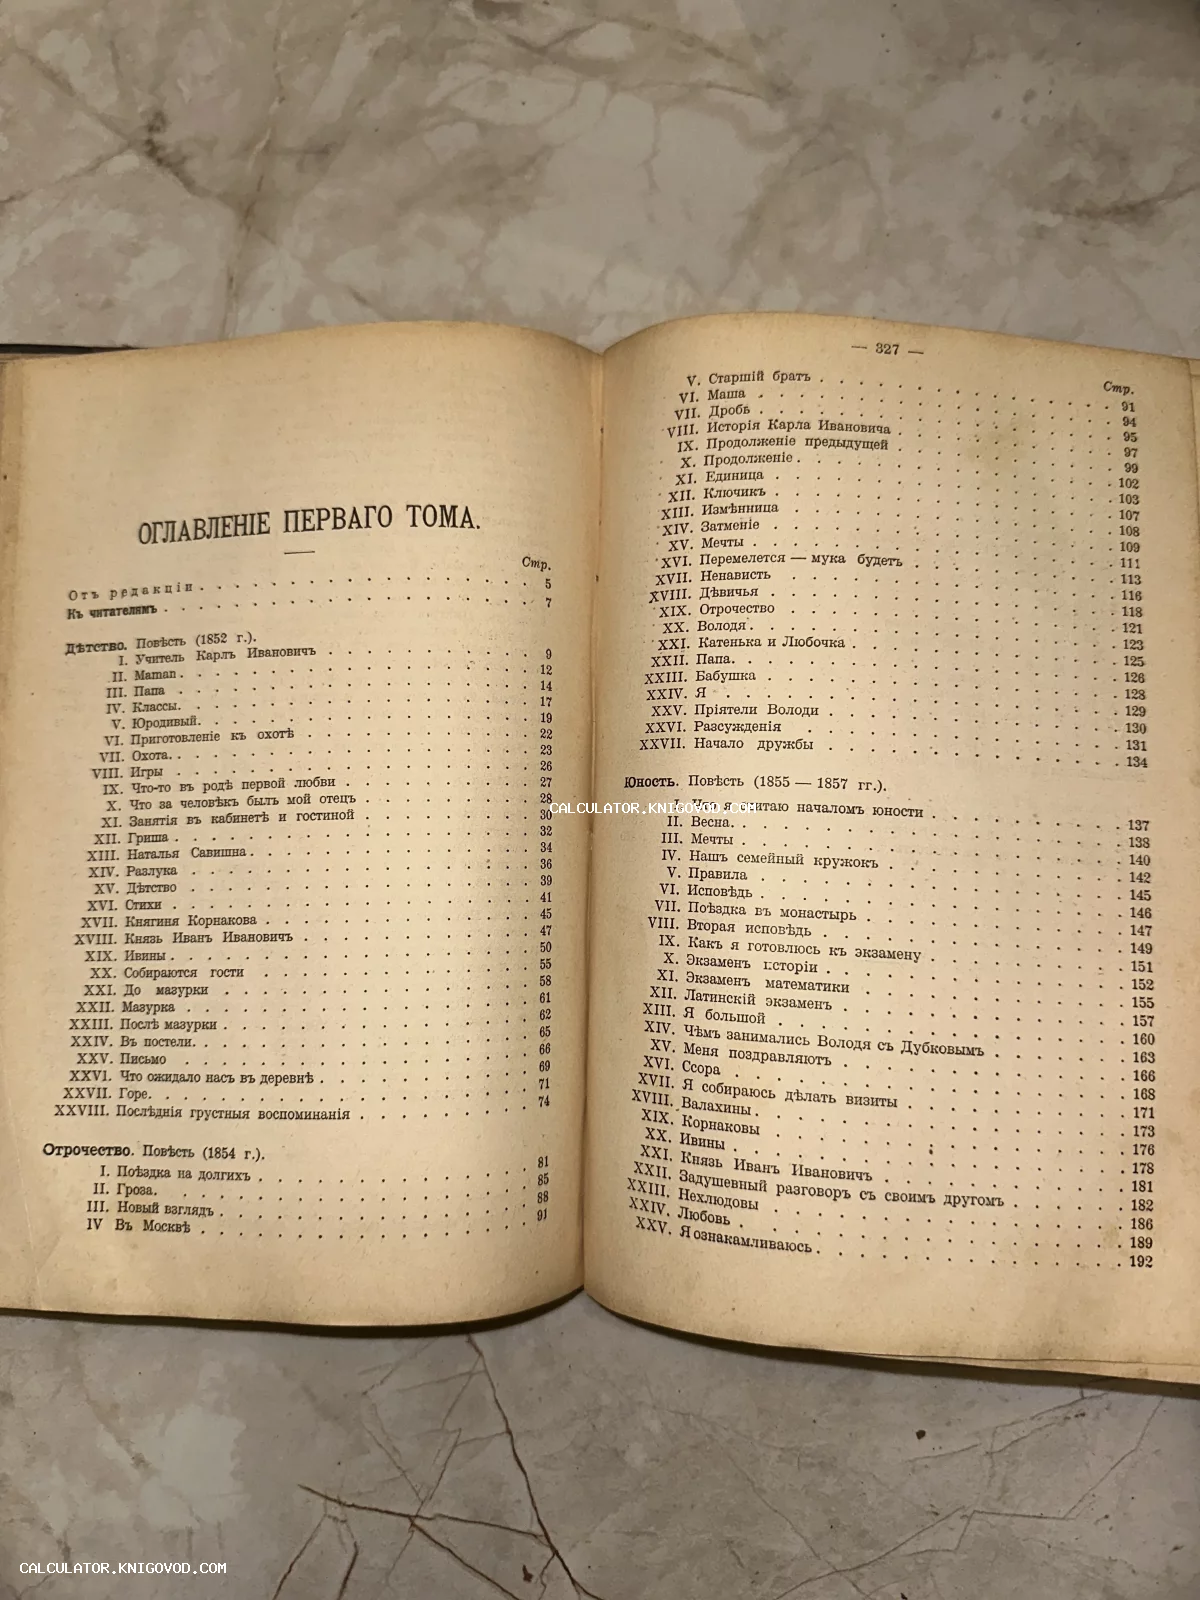 ОГЛАВЛЕНІЕ ПЕРВАГО ТОМА.
Стр.
Отъ редакціи 5
Къ читателямъ 7
Дѣтство. Повѣсть (1852 г.).
I. Учитель Карлъ Ивановичъ 9
II. Maman 12
III. Папа 14
IV. Классы. 17
V. Юродивый. 19
VI. Приготовленіе къ охотѣ 22
VII. Охота. 23
VIII. Игры 26
IX. Что-то въ родѣ первой любви 27
X. Что за человѣкъ былъ мой отецъ 28
XI. Занятія въ кабинетѣ и гостиной 30
XII. Гриша 32
XIII. Наталья Савишна 34
XIV. Разлука 36
XV. Дѣтство 39
XVI. Стихи 41
XVII. Княгиня Корнакова 45
XVIII. Князь Иванъ Ивановичъ 47
XIX. Ивины 50
XX. Собираются гости 55
XXI. До мазурки 58
XXII. Мазурка 61
XXIII. Послѣ мазурки 62
XXIV. Въ постели. 65
XXV. Письмо 66
XXVI. Что ожидало насъ въ деревнѣ 69
XXVII. Горе. 71
XXVIII. Послѣднія грустныя воспоминанія 74
Отрочество. Повѣсть (1854 г.).
I. Поѣздка на долгихъ 81
II. Гроза. 85
III. Новый взглядъ 88
IV Въ Москвѣ 91
— 327 —
Стр.
V. Старшій братъ 91
VI. Маша 94
VII. Дробь 95
VIII. Исторія Карла Ивановича 97
IX. Продолженіе предыдущей 99
X. Продолженіе 102
XI. Единица 103
XII. Ключикъ 107
XIII. Измѣнница 108
XIV. Затменіе 109
XV. Мечты 111
XVI. Перемелется — мука будетъ 113
XVII. Ненависть 116
XVIII. Дѣвичья 118
XIX. Отрочество 121
XX. Володя 123
XXI. Катенька и Любочка 125
XXII. Папа. 126
XXIII. Бабушка 128
XXIV. Я 129
XXV. Пріятели Володи 130
XXVI. Разсужденія 131
XXVII. Начало дружбы 134
Юность. Повѣсть (1855 — 1857 гг.).
I. Что я считаю началомъ юности 137
II. Весна. 138
III. Мечты 140
IV. Нашъ семейный кружокъ 142
V. Правила 145
VI. Исповѣдь 146
VII. Поѣздка въ монастырь 147
VIII. Вторая исповѣдь 149
IX. Какъ я готовлюсь къ экзамену 151
X. Экзаменъ исторіи 152
XI. Экзаменъ математики 155
XII. Латинскій экзаменъ 157
XIII. Я большой 160
XIV. Чѣмъ занимались Володя съ Дубковымъ 163
XV. Меня поздравляютъ 166
XVI. Ссора 168
XVII. Я собираюсь дѣлать визиты 171
XVIII. Валахины 173
XIX. Корнаковы 176
XX. Ивины 178
XXI. Князь Иванъ Ивановичъ 181
XXII. Задушевный разговоръ съ своимъ другомъ 182
XXIII. Нехлюдовы 186
XXIV. Любовь 189
XXV. Я ознакамливаюсь 192
CALCULATOR.KNIGOVOD.COM
CALCULATOR.KNIGOVOD.COM